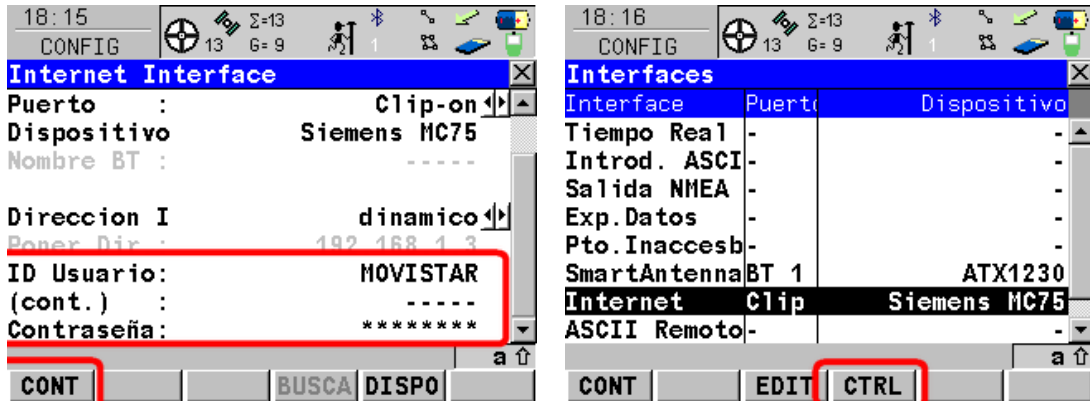 18:15
CONFIG
13
Σ=13
G= 9
1
Internet Interface
Puerto : Clip-on
Dispositivo Siemens MC75
Nombre BT : -----
Direccion I dinamico
Poner Dir : 192.168.1.3
ID Usuario: MOVISTAR
(cont.) : -----
Contraseña: ********
a
CONT BUSCA DISPO
18:16
CONFIG
13
Σ=13
G= 9
1
Interfaces
Interface Puerto Dispositivo
Tiempo Real - -
Introd. ASCI - -
Salida NMEA - -
Exp.Datos - -
Pto.Inaccesb - -
SmartAntenna BT 1 ATX1230
Internet Clip Siemens MC75
ASCII Remoto - -
a
CONT EDIT CTRL